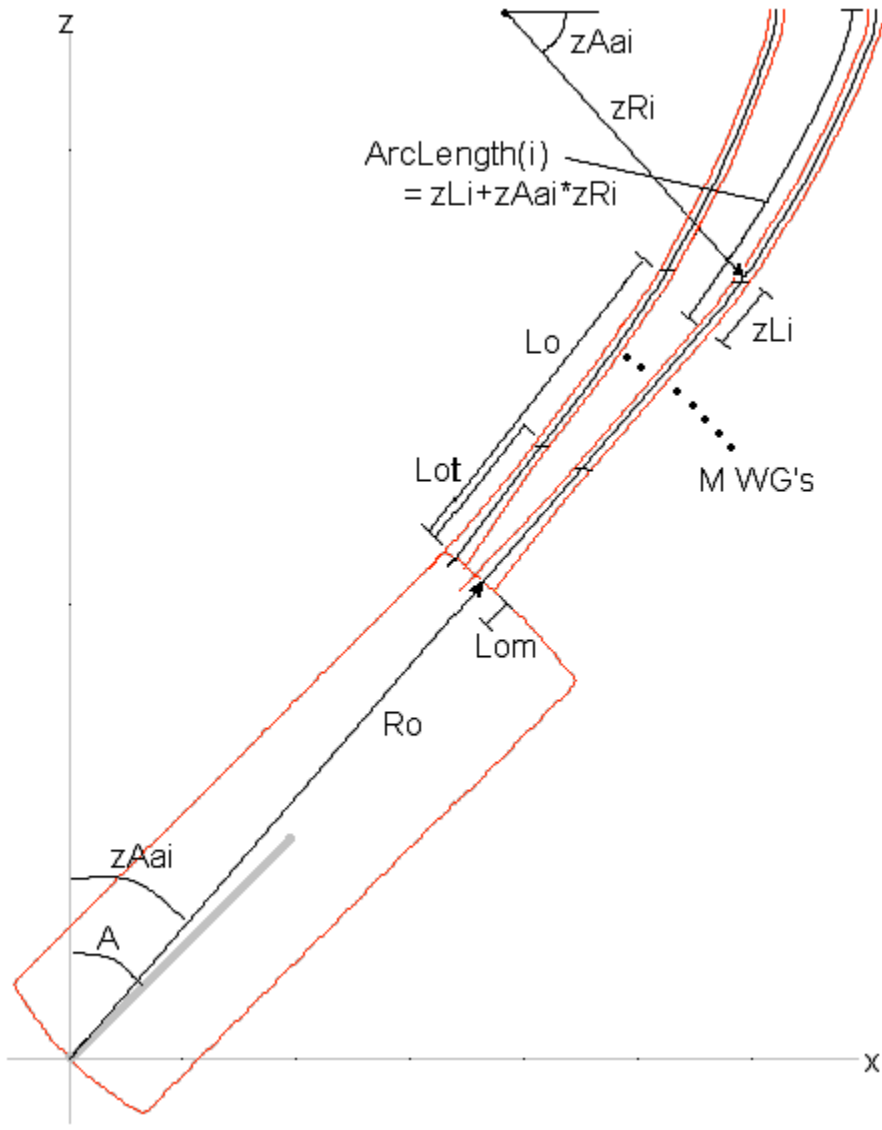 z
zAai
zRi
ArcLength(i)
= zLi+zAai*zRi
Lo
zLi
Lot
M WG's
Lom
Ro
zAai
A
x